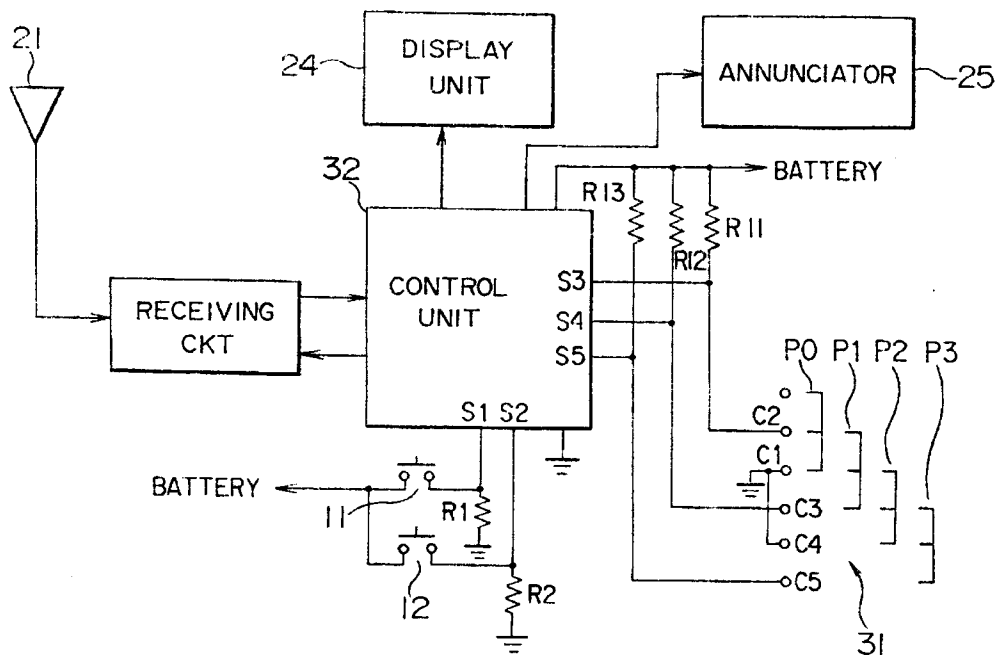 21
24
DISPLAY
UNIT
ANNUNCIATOR
25
32
BATTERY
R13
R12
R11
CONTROL
UNIT
S3
S4
S5
RECEIVING
CKT
S1 S2
P0 P1 P2 P3
C2
C1
C3
C4
C5
BATTERY
11
R1
12
R2
31